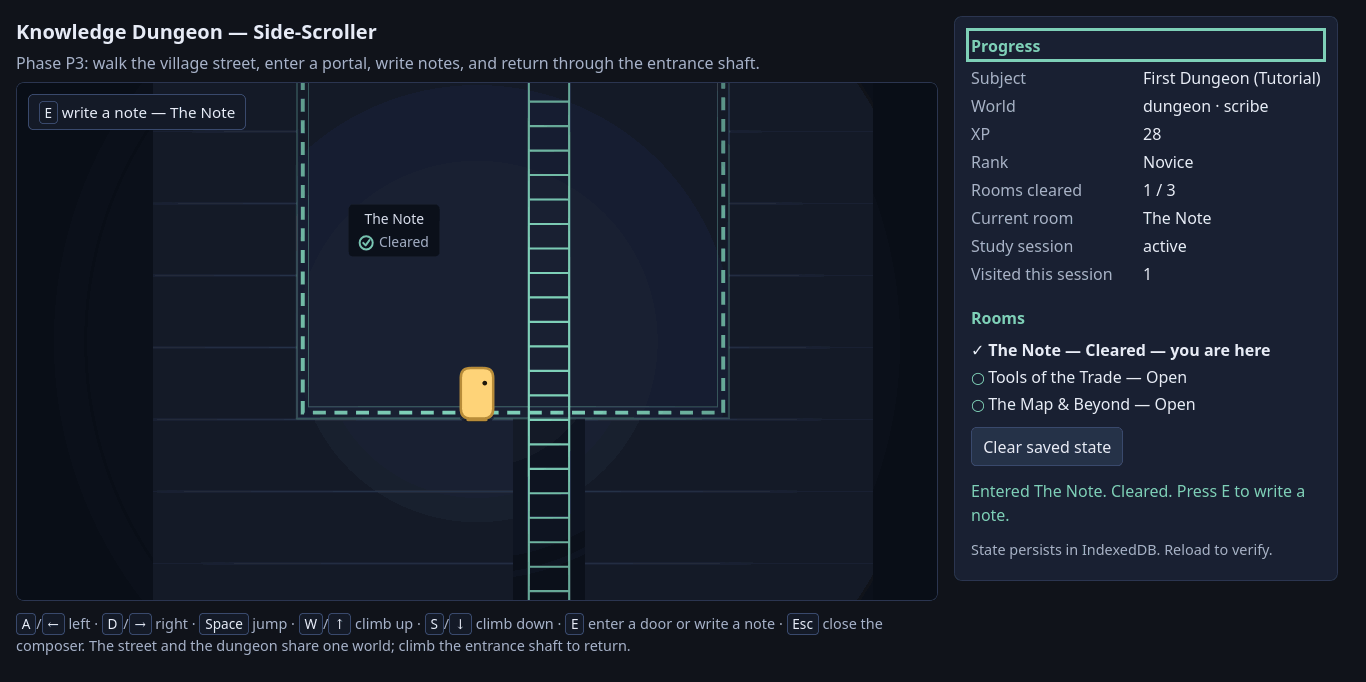 Knowledge Dungeon — Side-Scroller
Phase P3: walk the village street, enter a portal, write notes, and return through the entrance shaft.
E write a note — The Note
The Note
Cleared
A/← left · D/→ right · Space jump · W/↑ climb up · S/↓ climb down · E enter a door or write a note · Esc close the
composer. The street and the dungeon share one world; climb the entrance shaft to return.
Progress
Subject First Dungeon (Tutorial)
World dungeon · scribe
XP 28
Rank Novice
Rooms cleared 1 / 3
Current room The Note
Study session active
Visited this session 1
Rooms
✓ The Note — Cleared — you are here
○ Tools of the Trade — Open
○ The Map & Beyond — Open
Clear saved state
Entered The Note. Cleared. Press E to write a
note.
State persists in IndexedDB. Reload to verify.